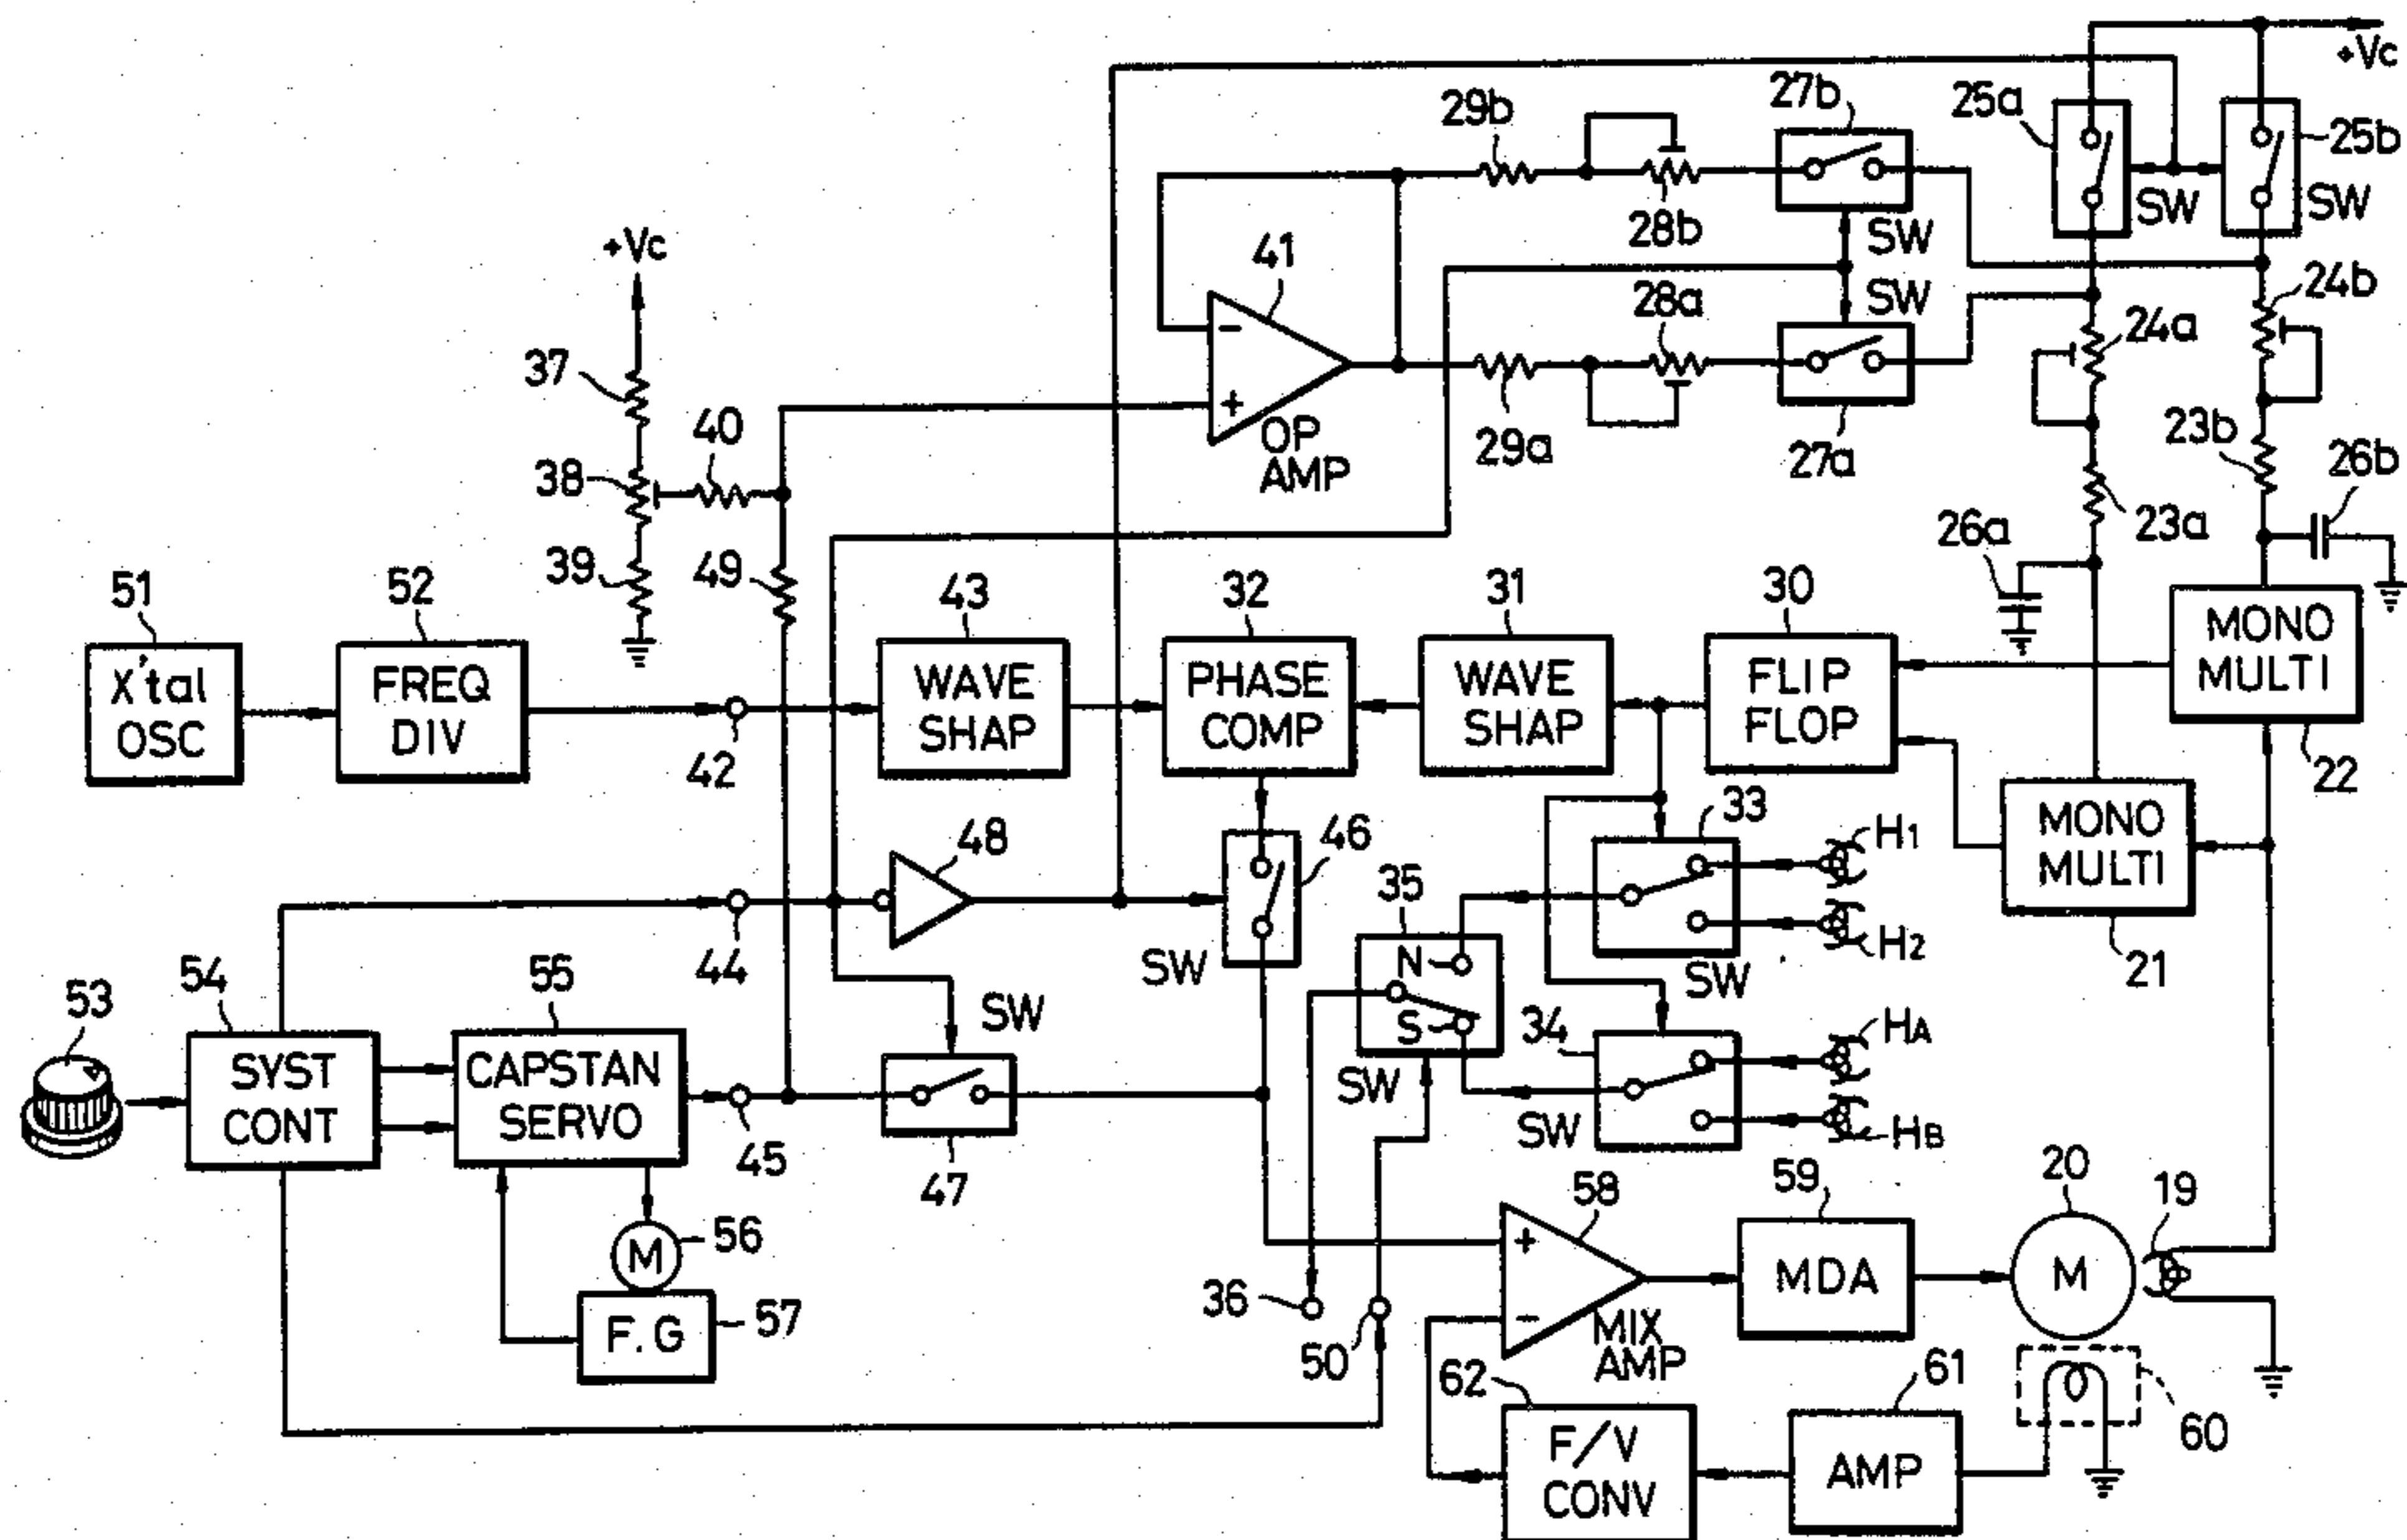 +Vc
29b
27b
25a
25b
SW
SW
28b
SW
+Vc
41
28a
SW
24b
24a
37
40
29a
27a
OP
AMP
23b
26b
38
26a
23a
39
49
51
52
43
32
31
30
X'tal
OSC
FREQ
DIV
WAVE
SHAP
PHASE
COMP
WAVE
SHAP
FLIP
FLOP
MONO
MULTI
42
22
48
46
33
H1
MONO
MULTI
44
35
H2
SW
N
SW
21
53
54
55
SW
S
34
HA
SYST
CONT
CAPSTAN
SERVO
SW
SW
HB
45
47
58
59
20
19
56
M
+
MDA
M
36
57
F.G
50
-
MIX
AMP
62
61
60
F/V
CONV
AMP